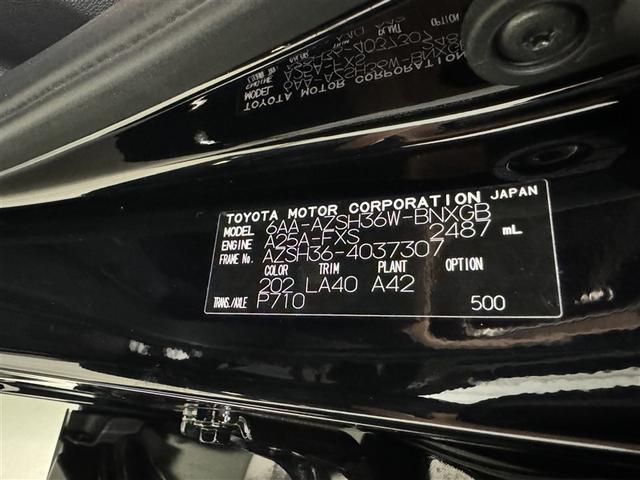 TOYOTA MOTOR CORPORATION JAPAN
MODEL 6AA-AZSH36W-BNXGB
ENGINE A25A-FXS 2487 mL
FRAME No. AZSH36-4037307
COLOR TRIM PLANT OPTION
202 LA40 A42
TRANS./AXLE P710 500